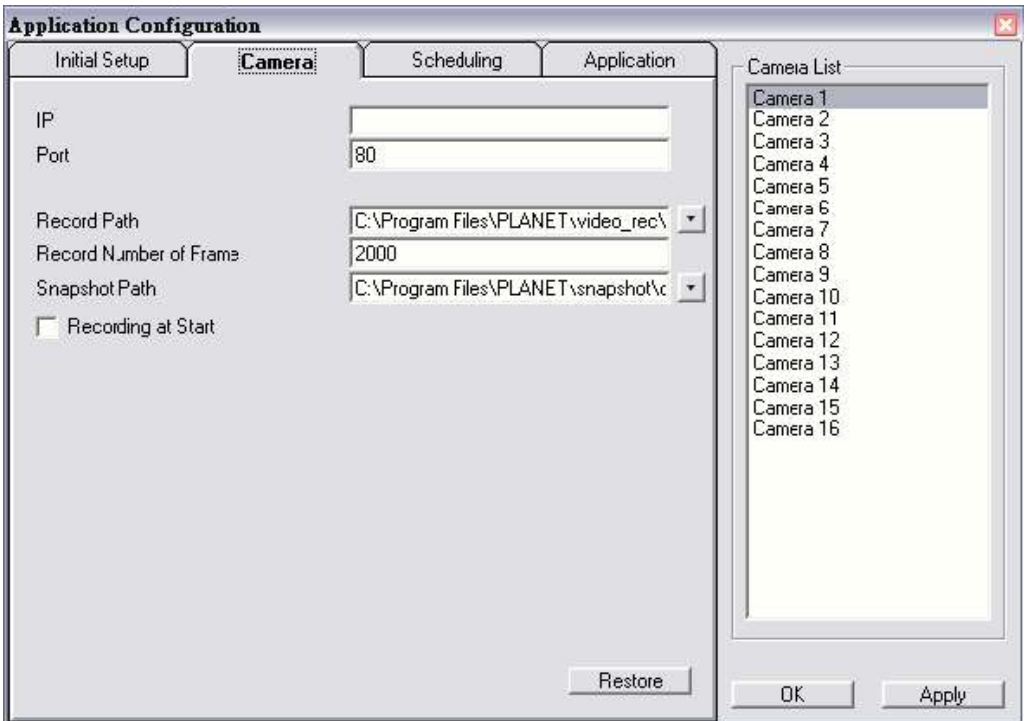 Application Configuration
Initial Setup
Camera
Scheduling
Application
IP
Port
80
Record Path
C:\Program Files\PLANET\video_rec\
Record Number of Frame
2000
Snapshot Path
C:\Program Files\PLANET\snapshot\c
Recording at Start
Restore
Camera List
Camera 1
Camera 2
Camera 3
Camera 4
Camera 5
Camera 6
Camera 7
Camera 8
Camera 9
Camera 10
Camera 11
Camera 12
Camera 13
Camera 14
Camera 15
Camera 16
OK
Apply